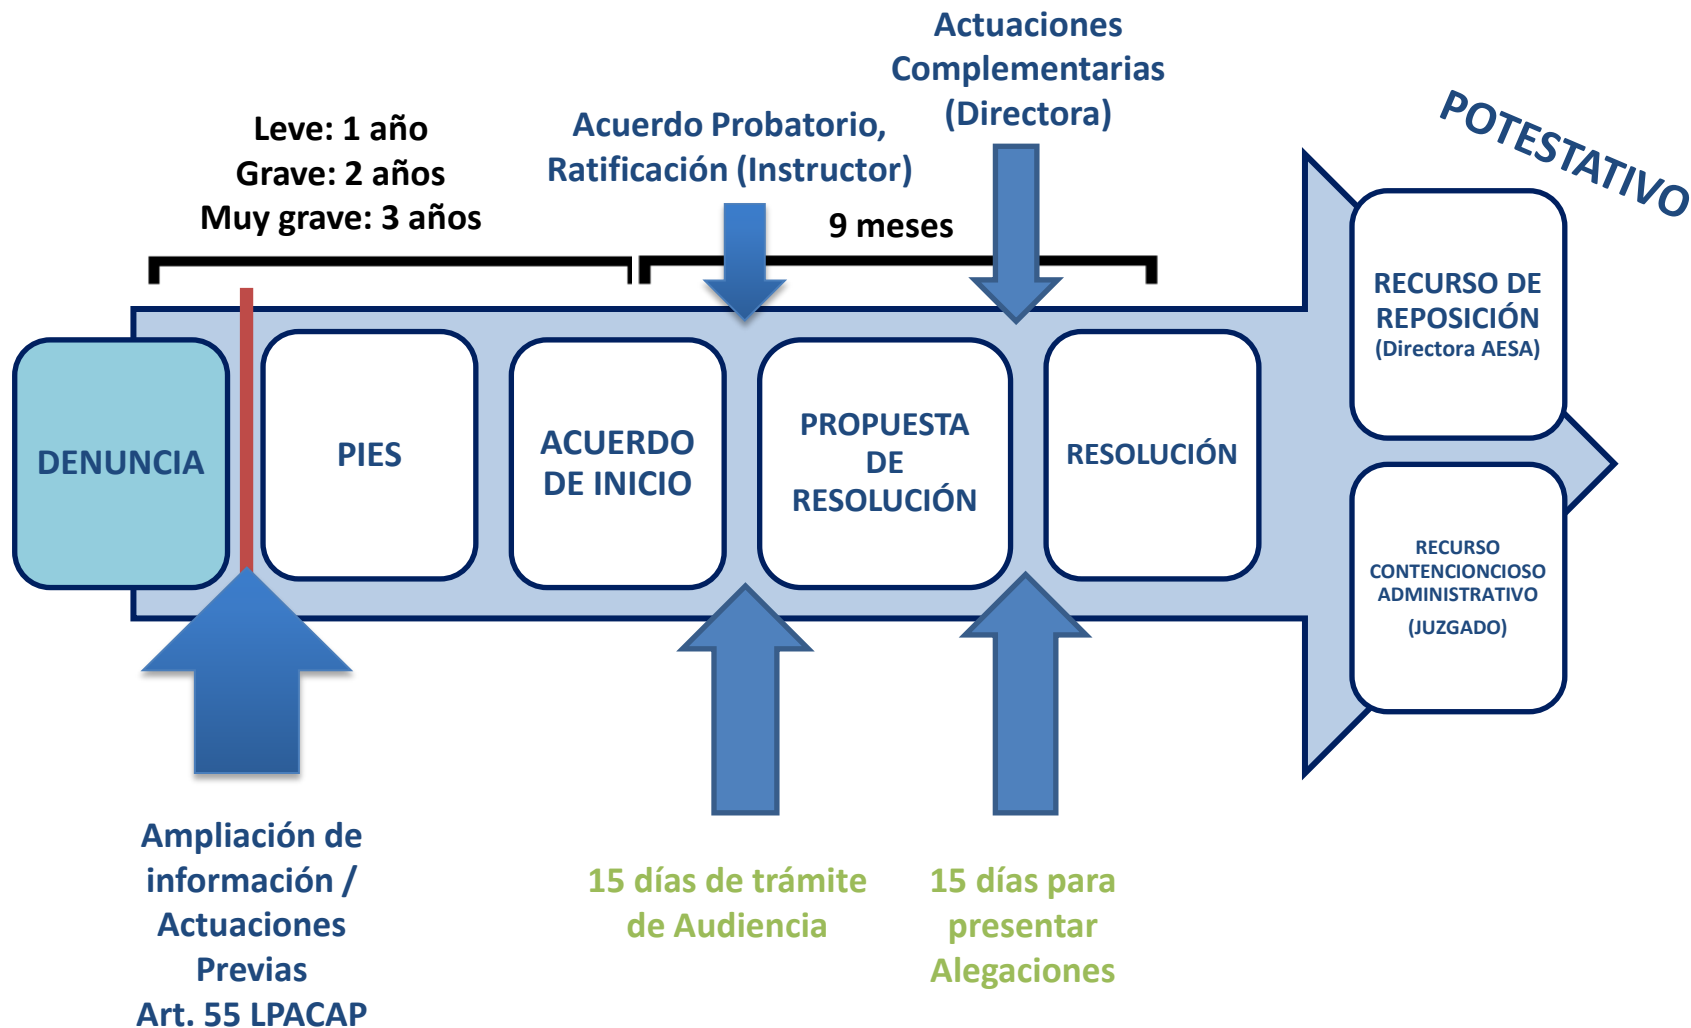 Actuaciones
Complementarias
(Directora)
Leve: 1 año
Grave: 2 años
Muy grave: 3 años
Acuerdo Probatorio,
Ratificación (Instructor)
9 meses
POTESTATIVO
DENUNCIA
PIES
ACUERDO
DE INICIO
PROPUESTA
DE
RESOLUCIÓN
RESOLUCIÓN
RECURSO DE
REPOSICIÓN
(Directora AESA)
RECURSO
CONTENCIONCIOSO
ADMINISTRATIVO
(JUZGADO)
Ampliación de
información /
Actuaciones
Previas
Art. 55 LPACAP
15 días de trámite
de Audiencia
15 días para
presentar
Alegaciones